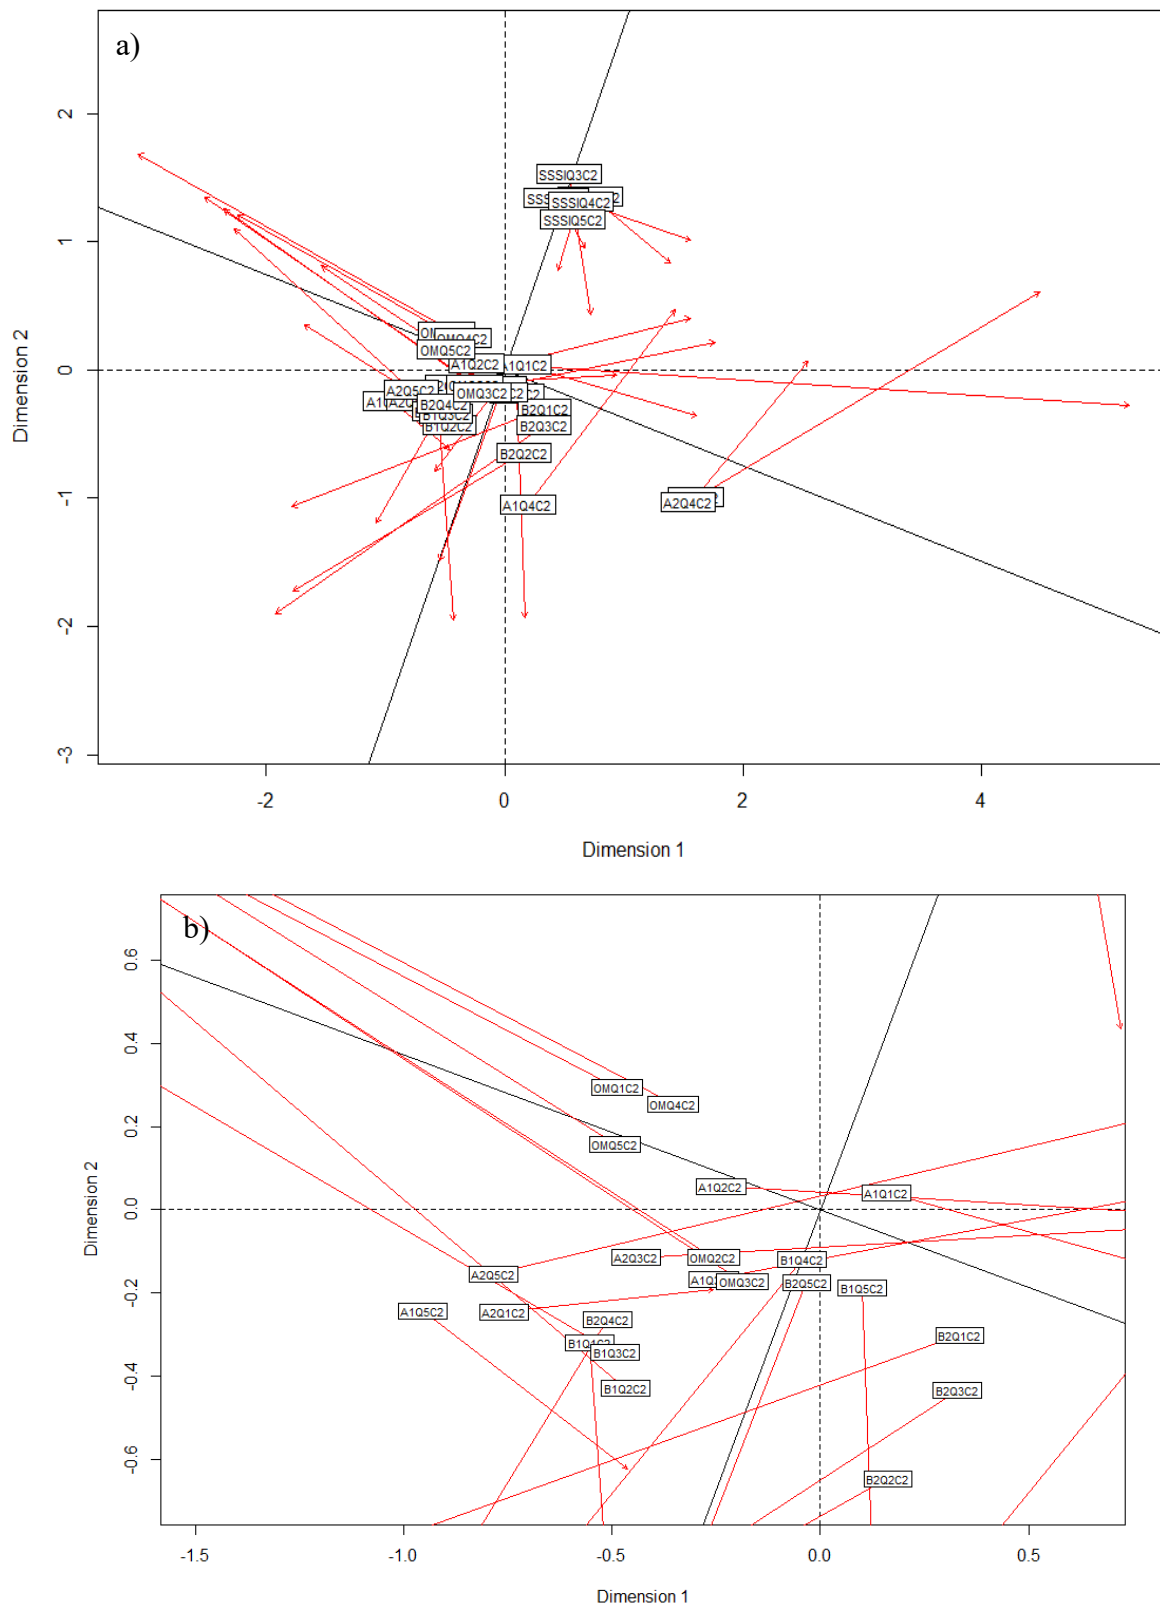 a)
2
1
0
-1
-2
-3
Dimension 2
SSSIQ3C2
SSSIQ4C2
SSSIQ5C2
OMQ4C2
OMQ5C2
A1Q2C2
A1Q1C2
A2Q5C2
OMQ3C2
B2Q4C2
B1Q3C2
B1Q2C2
B2Q1C2
B2Q3C2
B2Q2C2
A1Q4C2
A2Q4C2
-2 0 2 4
Dimension 1
b)
0.6
0.4
0.2
0.0
-0.2
-0.4
-0.6
Dimension 2
OMQ1C2
OMQ4C2
OMQ5C2
A1Q2C2
A1Q1C2
A2Q3C2
OMQ2C2
B1Q4C2
A2Q5C2
OMQ3C2
B2Q5C2
B1Q5C2
A1Q5C2
A2Q1C2
B2Q4C2
B1Q1C2
B1Q3C2
B2Q1C2
B1Q2C2
B2Q3C2
B2Q2C2
-1.5 -1.0 -0.5 0.0 0.5
Dimension 1